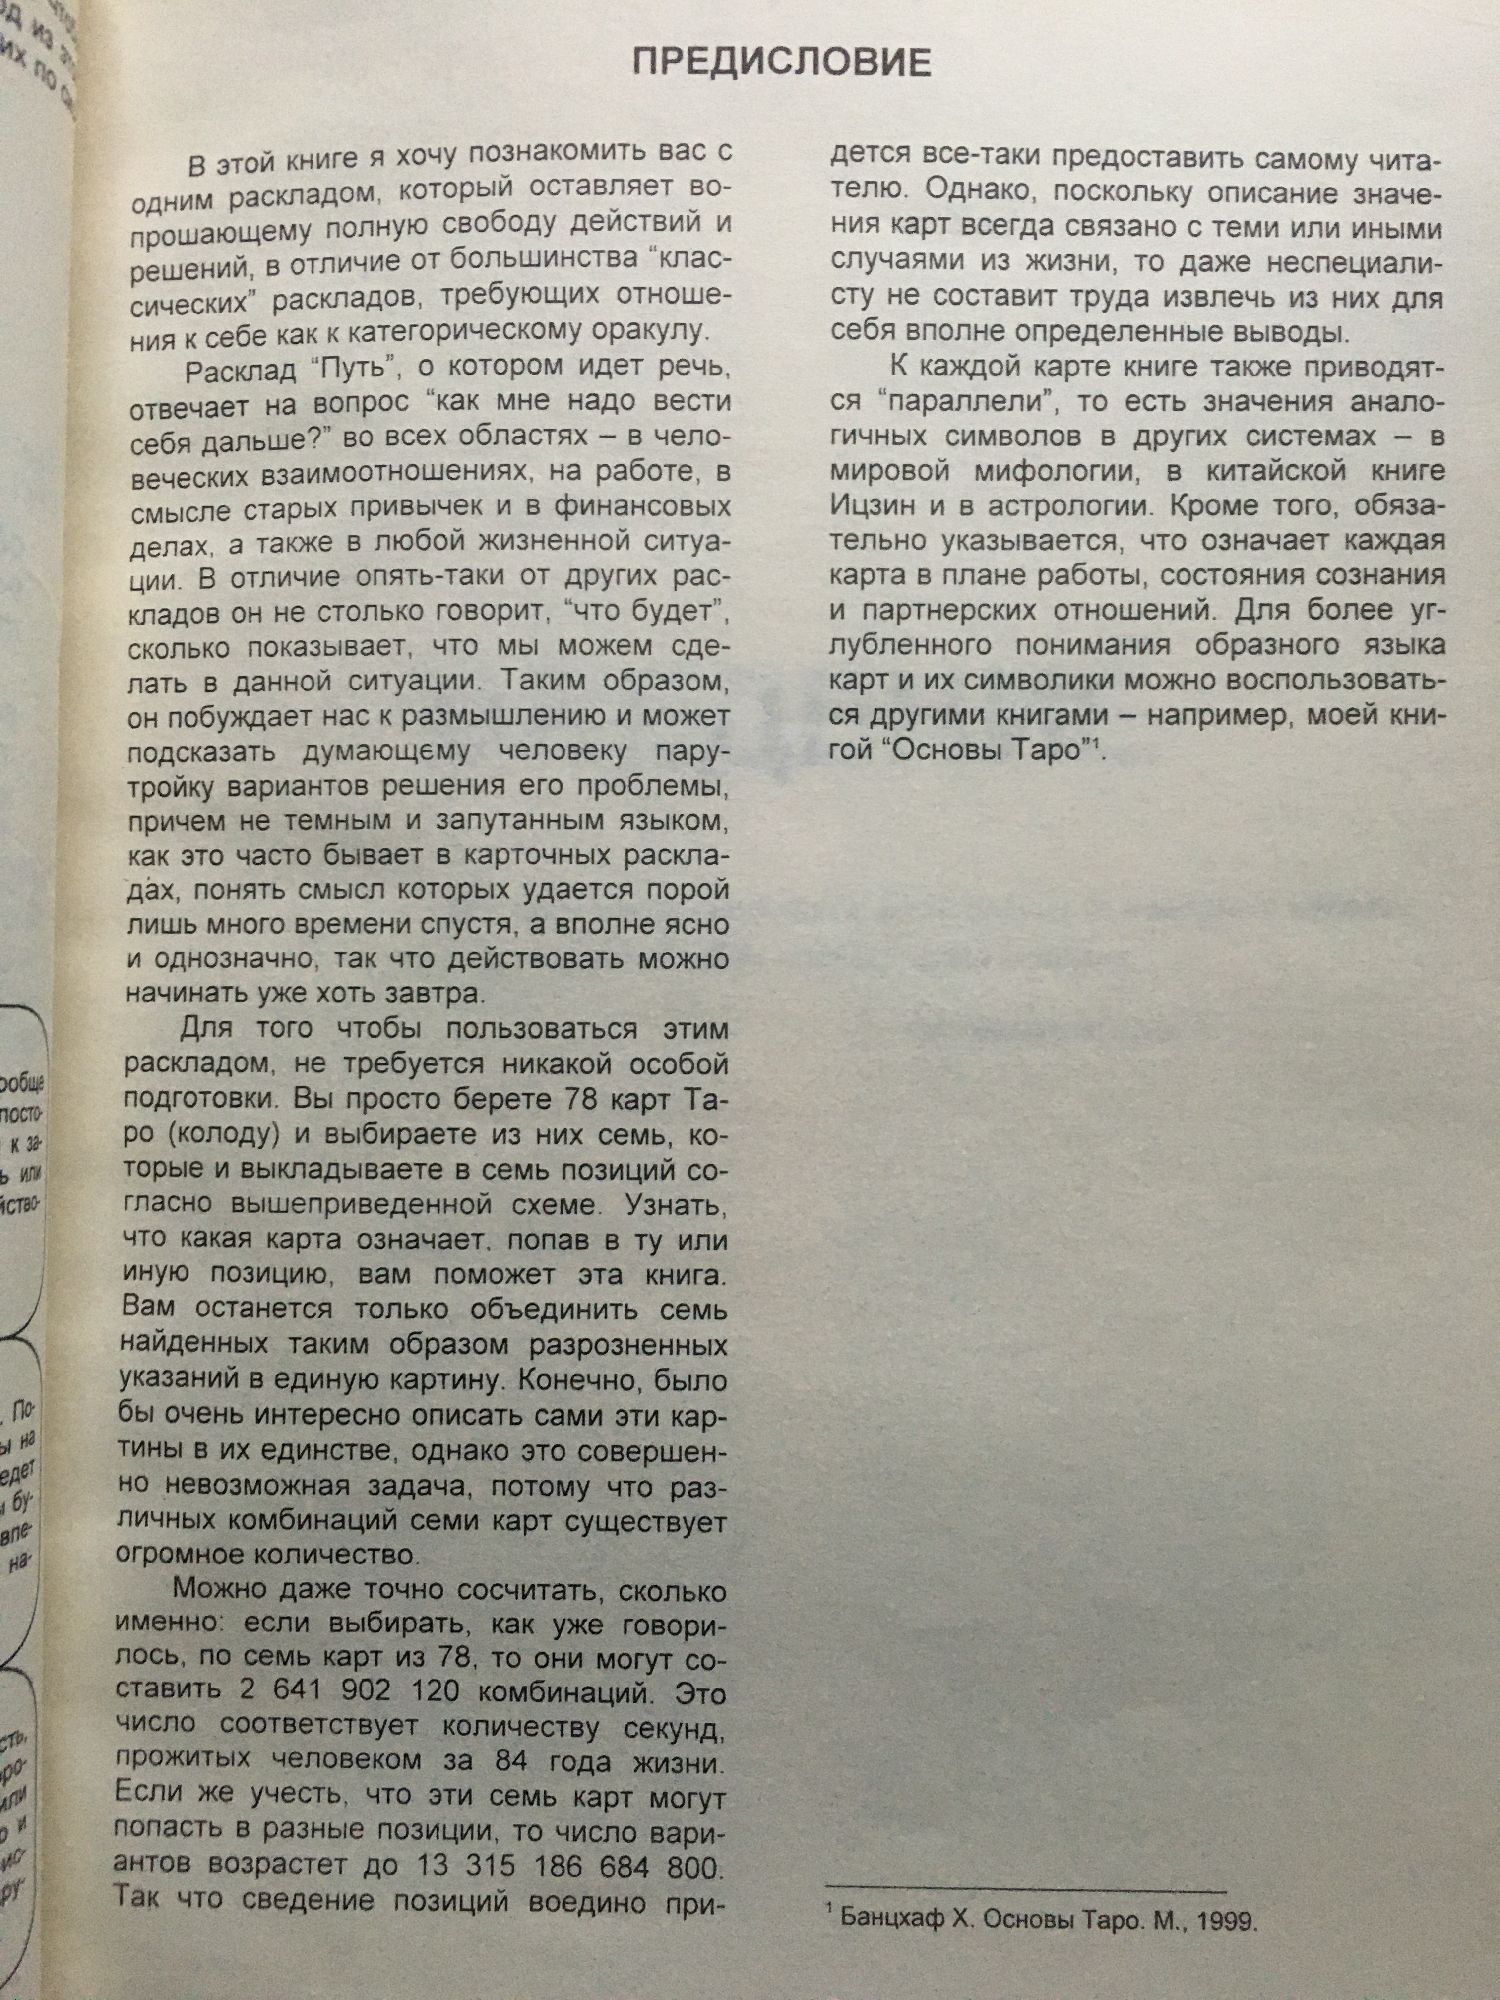 ПРЕДИСЛОВИЕ
В этой книге я хочу познакомить вас с
одним раскладом, который оставляет во-
прошающему полную свободу действий и
решений, в отличие от большинства “клас-
сических” раскладов, требующих отноше-
ния к себе как к категорическому оракулу.
Расклад “Путь”, о котором идет речь,
отвечает на вопрос “как мне надо вести
себя дальше?” во всех областях – в чело-
веческих взаимоотношениях, на работе, в
смысле старых привычек и в финансовых
делах, а также в любой жизненной ситуа-
ции. В отличие опять-таки от других рас-
кладов он не столько говорит, “что будет”,
сколько показывает, что мы можем сде-
лать в данной ситуации. Таким образом,
он побуждает нас к размышлению и может
подсказать думающему человеку пару-
тройку вариантов решения его проблемы,
причем не темным и запутанным языком,
как это часто бывает в карточных раскла-
дах, понять смысл которых удается порой
лишь много времени спустя, а вполне ясно
и однозначно, так что действовать можно
начинать уже хоть завтра.
Для того чтобы пользоваться этим
раскладом, не требуется никакой особой
подготовки. Вы просто берете 78 карт Та-
ро (колоду) и выбираете из них семь, ко-
торые и выкладываете в семь позиций со-
гласно вышеприведенной схеме. Узнать,
что какая карта означает, попав в ту или
иную позицию, вам поможет эта книга.
Вам останется только объединить семь
найденных таким образом разрозненных
указаний в единую картину. Конечно, было
бы очень интересно описать сами эти кар-
тины в их единстве, однако это совершен-
но невозможная задача, потому что раз-
личных комбинаций семи карт существует
огромное количество.
Можно даже точно сосчитать, сколько
именно: если выбирать, как уже говори-
лось, по семь карт из 78, то они могут со-
ставить 2 641 902 120 комбинаций. Это
число соответствует количеству секунд,
прожитых человеком за 84 года жизни.
Если же учесть, что эти семь карт могут
попасть в разные позиции, то число вари-
антов возрастет до 13 315 186 684 800.
Так что сведение позиций воедино при-
дется все-таки предоставить самому чита-
телю. Однако, поскольку описание значе-
ния карт всегда связано с теми или иными
случаями из жизни, то даже неспециали-
сту не составит труда извлечь из них для
себя вполне определенные выводы.
К каждой карте книге также приводят-
ся “параллели”, то есть значения анало-
гичных символов в других системах – в
мировой мифологии, в китайской книге
Ицзин и в астрологии. Кроме того, обяза-
тельно указывается, что означает каждая
карта в плане работы, состояния сознания
и партнерских отношений. Для более уг-
лубленного понимания образного языка
карт и их символики можно воспользовать-
ся другими книгами – например, моей кни-
гой “Основы Таро”¹.
¹ Банцхаф Х. Основы Таро. М., 1999.